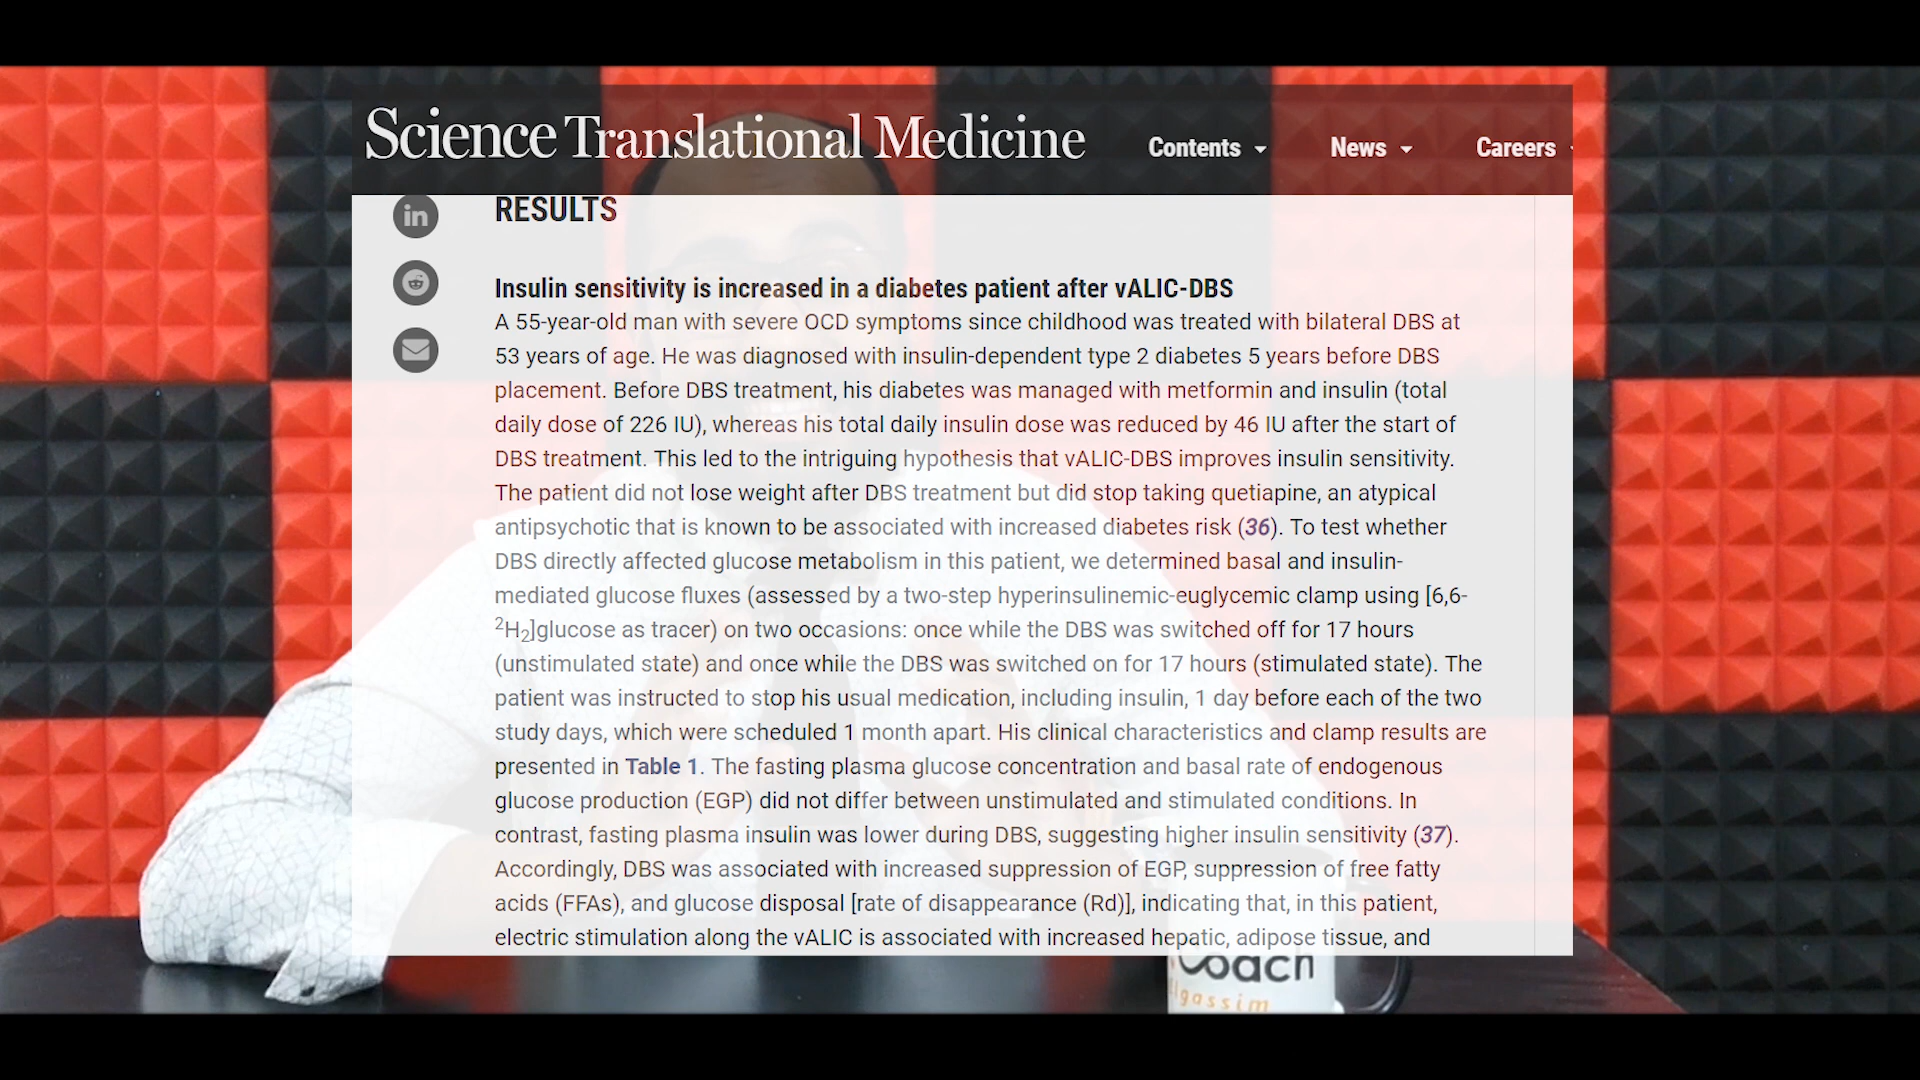 Science Translational Medicine
Contents
News
Careers
in
RESULTS
Insulin sensitivity is increased in a diabetes patient after vALIC-DBS
A 55-year-old man with severe OCD symptoms since childhood was treated with bilateral DBS at
53 years of age. He was diagnosed with insulin-dependent type 2 diabetes 5 years before DBS
placement. Before DBS treatment, his diabetes was managed with metformin and insulin (total
daily dose of 226 IU), whereas his total daily insulin dose was reduced by 46 IU after the start of
DBS treatment. This led to the intriguing hypothesis that vALIC-DBS improves insulin sensitivity.
The patient did not lose weight after DBS treatment but did stop taking quetiapine, an atypical
antipsychotic that is known to be associated with increased diabetes risk (36). To test whether
DBS directly affected glucose metabolism in this patient, we determined basal and insulin-
mediated glucose fluxes (assessed by a two-step hyperinsulinemic-euglycemic clamp using [6,6-
²H₂]glucose as tracer) on two occasions: once while the DBS was switched off for 17 hours
(unstimulated state) and once while the DBS was switched on for 17 hours (stimulated state). The
patient was instructed to stop his usual medication, including insulin, 1 day before each of the two
study days, which were scheduled 1 month apart. His clinical characteristics and clamp results are
presented in Table 1. The fasting plasma glucose concentration and basal rate of endogenous
glucose production (EGP) did not differ between unstimulated and stimulated conditions. In
contrast, fasting plasma insulin was lower during DBS, suggesting higher insulin sensitivity (37).
Accordingly, DBS was associated with increased suppression of EGP, suppression of free fatty
acids (FFAs), and glucose disposal [rate of disappearance (Rd)], indicating that, in this patient,
electric stimulation along the vALIC is associated with increased hepatic, adipose tissue, and
Coach